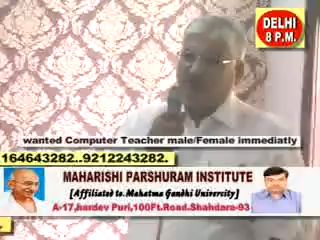 DELHI
8 P.M.
wanted Computer Teacher male/Female immediatly
164643282..9212243282.
MAHARISHI PARSHURAM INSTITUTE
[Affiliated to. Mahatma Gandhi Univercity]
A-17,hardev Puri,100Ft.Road.Shahdara-93